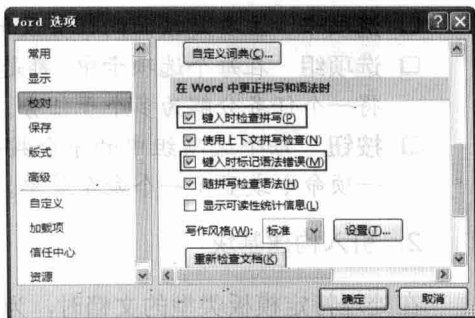 Word 选项
常用
显示
校对
保存
版式
高级
自定义
加载项
信任中心
资源
自定义词典(C)...
在 Word 中更正拼写和语法时
键入时检查拼写(P)
使用上下文拼写检查(N)
键入时标记语法错误(M)
随拼写检查语法(H)
显示可读性统计信息(L)
写作风格(W): 标准 设置(T)...
重新检查文档(K)
确定 取消